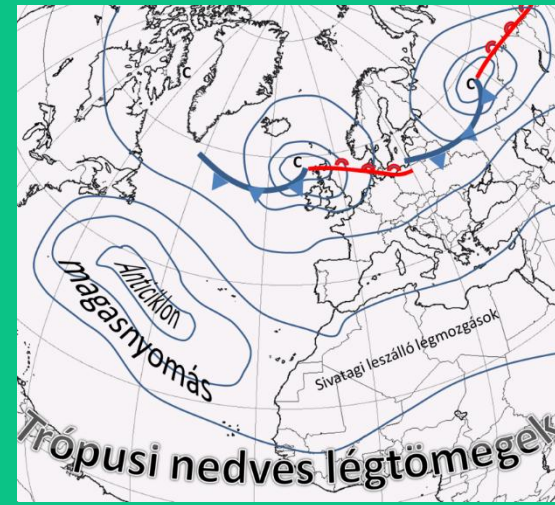 C
C
C
Anticiklon
magasnyomás
Sivatagi leszálló légmozgások
Trópusi nedves légtömegek